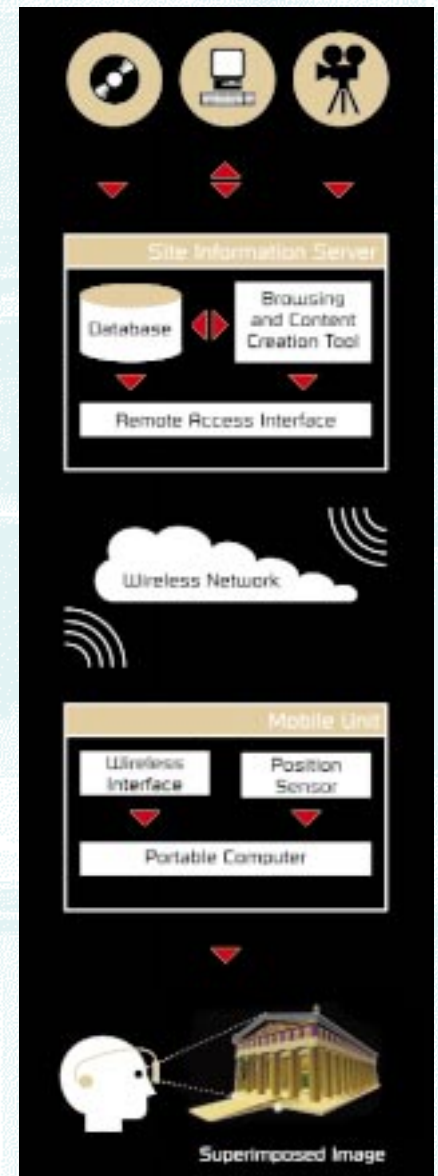 Site Information Server
Database
Browsing
and Content
Creation Tool
Remote Access Interface
Wireless Network
Mobile Unit
Wireless
Interface
Position
Sensor
Portable Computer
Superimposed Image